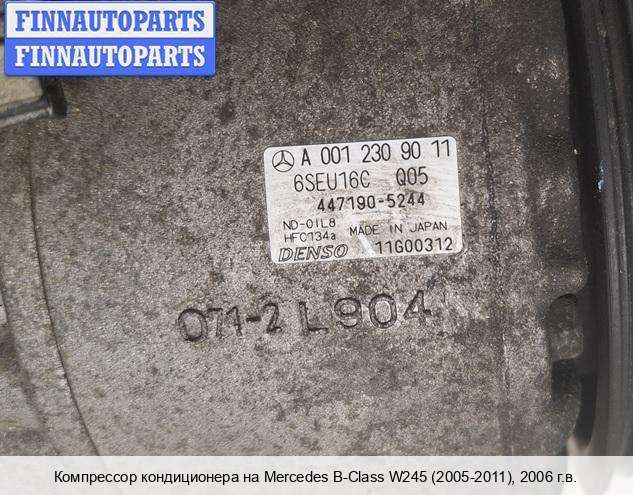 FINNAUTOPARTS
FINNAUTOPARTS
A 001 230 90 11
6SEU16C Q05
447190-5244
ND-OIL8
HFC134a MADE IN JAPAN
DENSO 11G00312
071-2 L904
Компрессор кондиционера на Mercedes B-Class W245 (2005-2011), 2006 г.в.